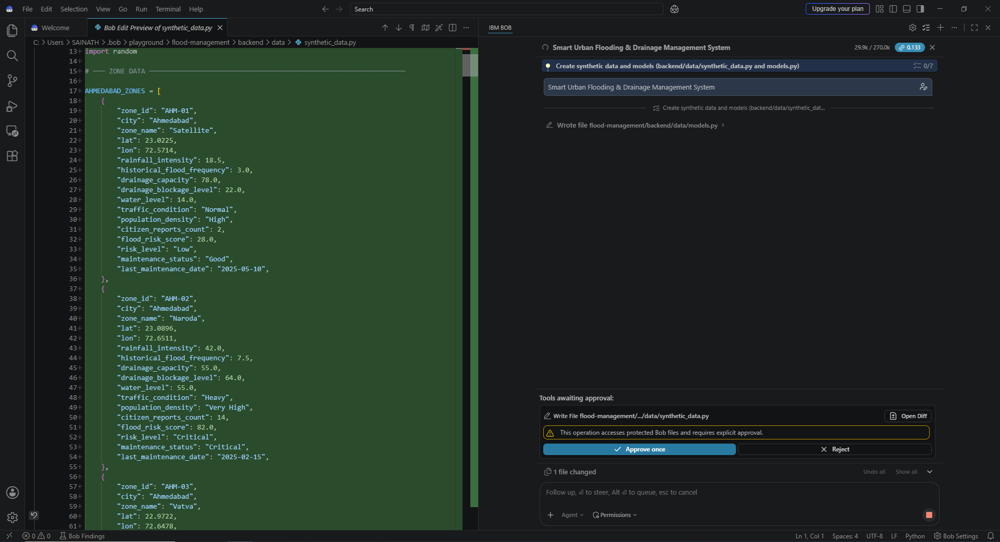 File Edit Selection View Go Run Terminal Help
Search
Upgrade your plan
Welcome
Bob Edit Preview of synthetic_data.py
IBM BOB
C: > Users > SAINATH > .bob > playground > flood-management > backend > data > synthetic_data.py
13+ import random
14+
15+ # ── ZONE DATA ──────────────────
16+
17+ AHMEDABAD_ZONES = [
18+ {
19+ "zone_id": "AHM-01",
20+ "city": "Ahmedabad",
21+ "zone_name": "Satellite",
22+ "lat": 23.0225,
23+ "lon": 72.5714,
24+ "rainfall_intensity": 18.5,
25+ "historical_flood_frequency": 3.0,
26+ "drainage_capacity": 78.0,
27+ "drainage_blockage_level": 22.0,
28+ "water_level": 14.0,
29+ "traffic_condition": "Normal",
30+ "population_density": "High",
31+ "citizen_reports_count": 2,
32+ "flood_risk_score": 28.0,
33+ "risk_level": "Low",
34+ "maintenance_status": "Good",
35+ "last_maintenance_date": "2025-05-10",
36+ },
37+ {
38+ "zone_id": "AHM-02",
39+ "city": "Ahmedabad",
40+ "zone_name": "Naroda",
41+ "lat": 23.0896,
42+ "lon": 72.6511,
43+ "rainfall_intensity": 42.0,
44+ "historical_flood_frequency": 7.5,
45+ "drainage_capacity": 55.0,
46+ "drainage_blockage_level": 64.0,
47+ "water_level": 55.0,
48+ "traffic_condition": "Heavy",
49+ "population_density": "Very High",
50+ "citizen_reports_count": 14,
51+ "flood_risk_score": 82.0,
52+ "risk_level": "Critical",
53+ "maintenance_status": "Critical",
54+ "last_maintenance_date": "2025-02-15",
55+ },
56+ {
57+ "zone_id": "AHM-03",
58+ "city": "Ahmedabad",
59+ "zone_name": "Vatva",
60+ "lat": 22.9722,
61+ "lon": 72.6478,
Smart Urban Flooding & Drainage Management System
29.9k / 270.0k 0.133
Create synthetic data and models (backend/data/synthetic_data.py and models.py)
0/7
Smart Urban Flooding & Drainage Management System
Create synthetic data and models (backend/data/synthetic_dat...
Wrote file flood-management/backend/data/models.py >
Tools awaiting approval:
Write File flood-management/.../data/synthetic_data.py
Open Diff
This operation accesses protected Bob files and requires explicit approval.
Approve once
Reject
1 file changed
Undo all Show all
Follow up, ⏎ to steer, Alt ⏎ to queue, esc to cancel
Agent
Permissions
0 0 Bob Findings
Ln 1, Col 1 Spaces: 4 UTF-8 LF Python Bob Settings